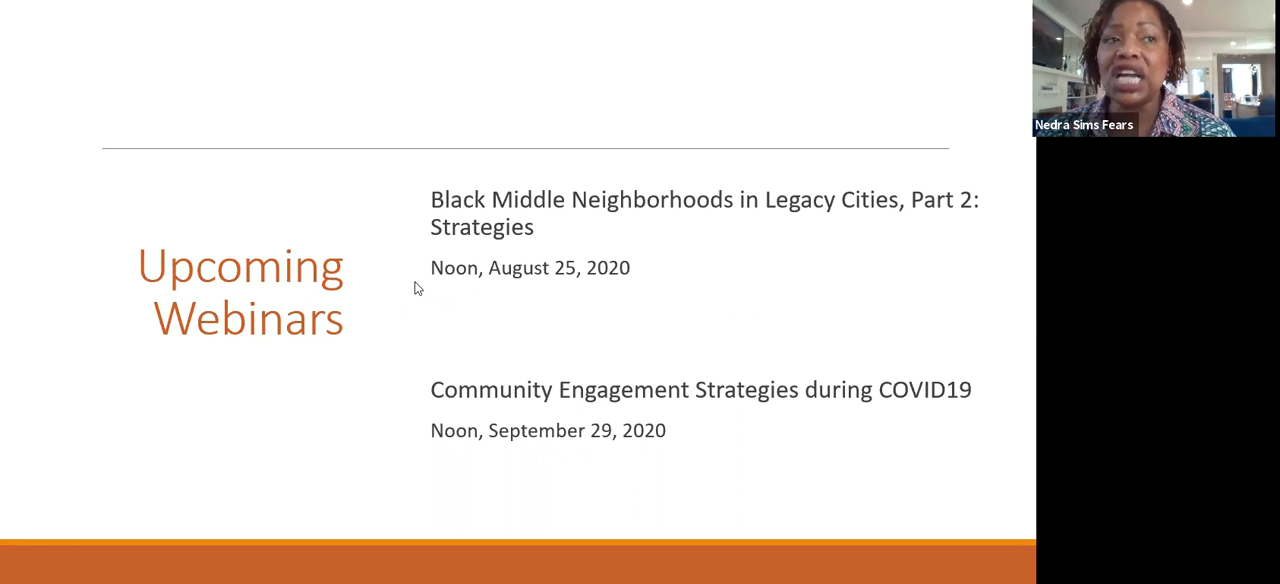 Upcoming
Webinars
Black Middle Neighborhoods in Legacy Cities, Part 2:
Strategies
Noon, August 25, 2020
Community Engagement Strategies during COVID19
Noon, September 29, 2020
Nedra Sims Fears